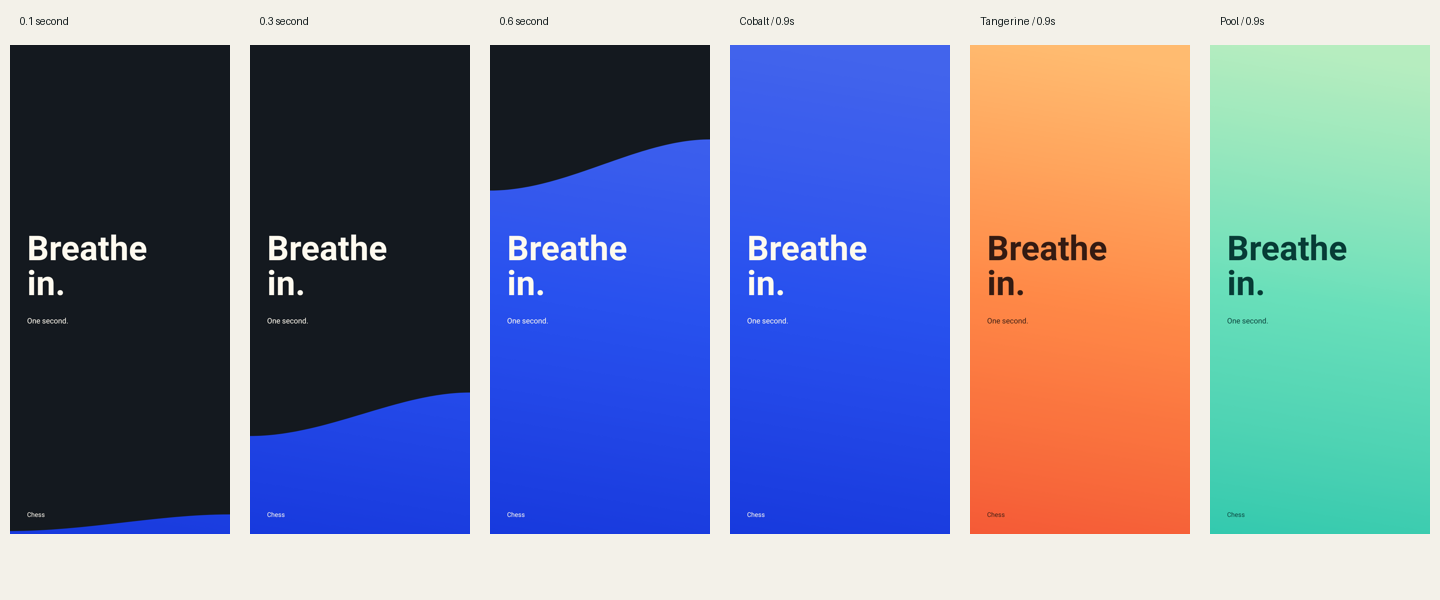 0.1 second
0.3 second
0.6 second
Cobalt / 0.9s
Tangerine / 0.9s
Pool / 0.9s
Breathe
in.
One second.
Chess
Breathe
in.
One second.
Chess
Breathe
in.
One second.
Chess
Breathe
in.
One second.
Chess
Breathe
in.
One second.
Chess
Breathe
in.
One second.
Chess